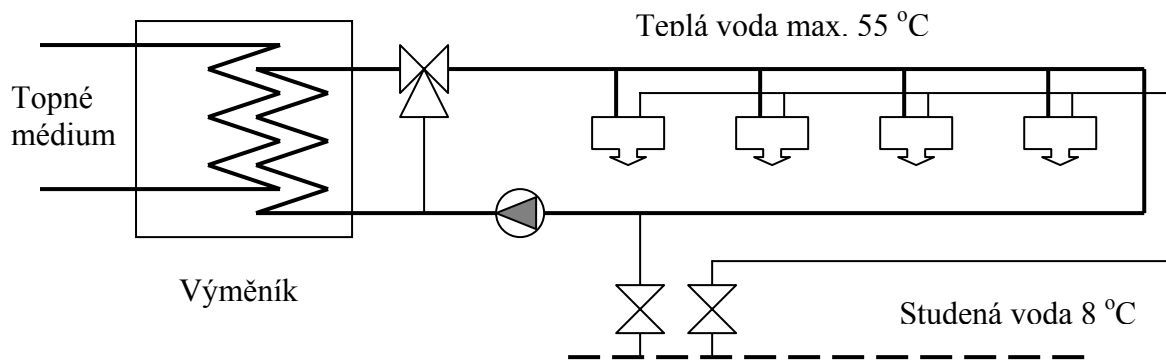 Teplá voda max. 55 °C
Topné
médium
Výměník
Studená voda 8 °C